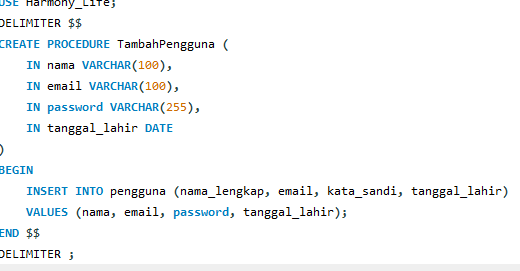 USE Harmony_Life;
DELIMITER $$
CREATE PROCEDURE TambahPengguna (
    IN nama VARCHAR(100),
    IN email VARCHAR(100),
    IN password VARCHAR(255),
    IN tanggal_lahir DATE
)
BEGIN
    INSERT INTO pengguna (nama_lengkap, email, kata_sandi, tanggal_lahir)
    VALUES (nama, email, password, tanggal_lahir);
END $$
DELIMITER ;